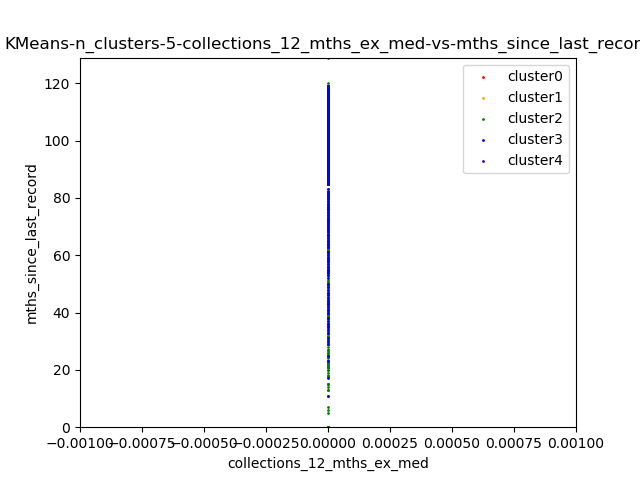 KMeans-n_clusters-5-collections_12_mths_ex_med-vs-mths_since_last_recor
120
100
80
60
40
20
0
mths_since_last_record
cluster0
cluster1
cluster2
cluster3
cluster4
−0.00100 −0.00075 −0.00050 −0.00025 0.00000 0.00025 0.00050 0.00075 0.00100
collections_12_mths_ex_med